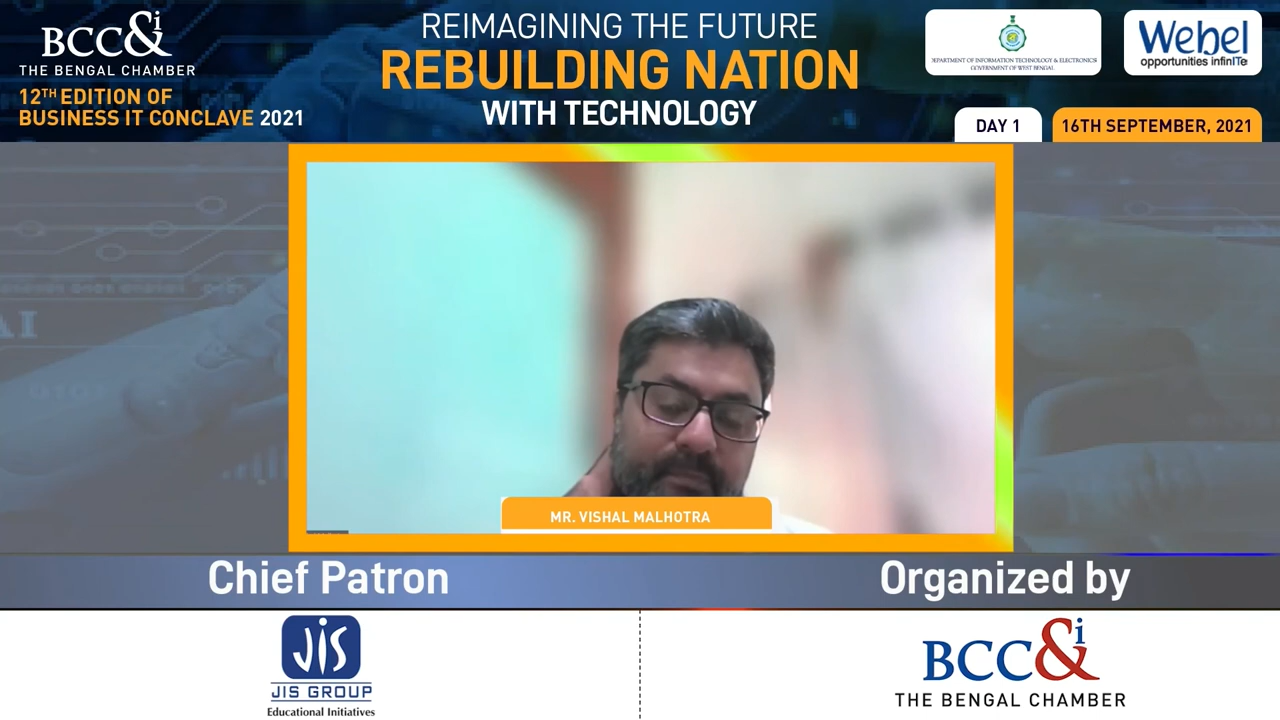 BCC&i
THE BENGAL CHAMBER
12TH EDITION OF
BUSINESS IT CONCLAVE 2021
REIMAGINING THE FUTURE
REBUILDING NATION
WITH TECHNOLOGY
DEPARTMENT OF INFORMATION TECHNOLOGY & ELECTRONICS
GOVERNMENT OF WEST BENGAL
Webel
opportunities infinITe
DAY 1
16TH SEPTEMBER, 2021
AI
MR. VISHAL MALHOTRA
Chief Patron
Organized by
JIS
JIS GROUP
Educational Initiatives
BCC&i
THE BENGAL CHAMBER